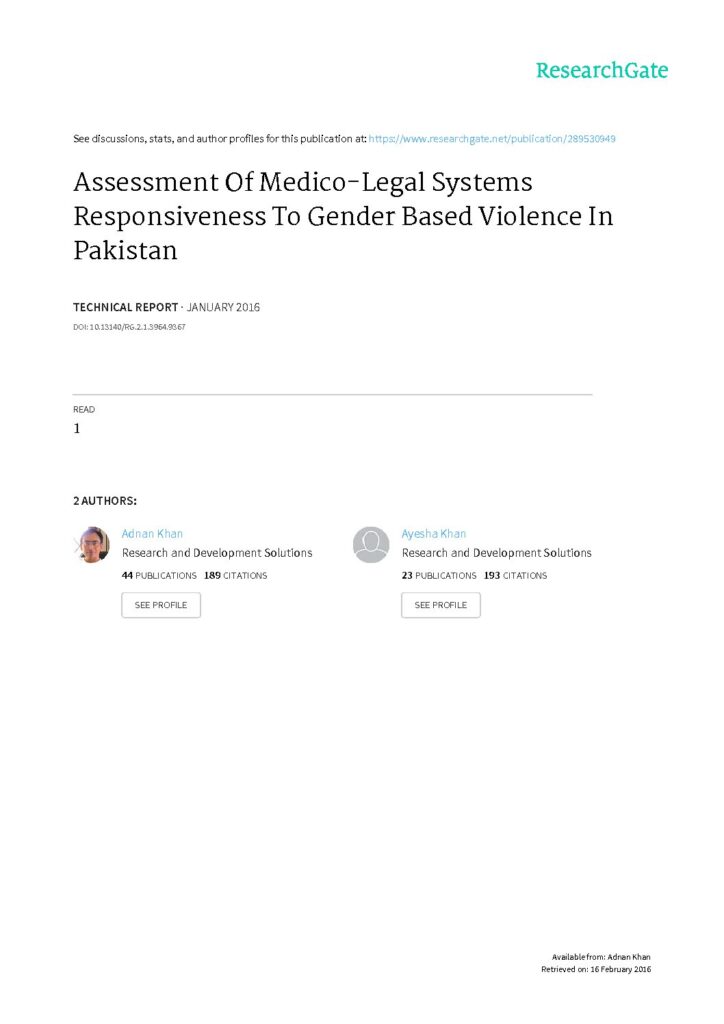 ResearchGate
See discussions, stats, and author profiles for this publication at: https://www.researchgate.net/publication/289530949
Assessment Of Medico-Legal Systems
Responsiveness To Gender Based Violence In
Pakistan
TECHNICAL REPORT · JANUARY 2016
DOI: 10.13140/RG.2.1.3964.9367
READ
1
2 AUTHORS:
Adnan Khan
Research and Development Solutions
44 PUBLICATIONS 189 CITATIONS
SEE PROFILE
Ayesha Khan
Research and Development Solutions
23 PUBLICATIONS 193 CITATIONS
SEE PROFILE
Available from: Adnan Khan
Retrieved on: 16 February 2016